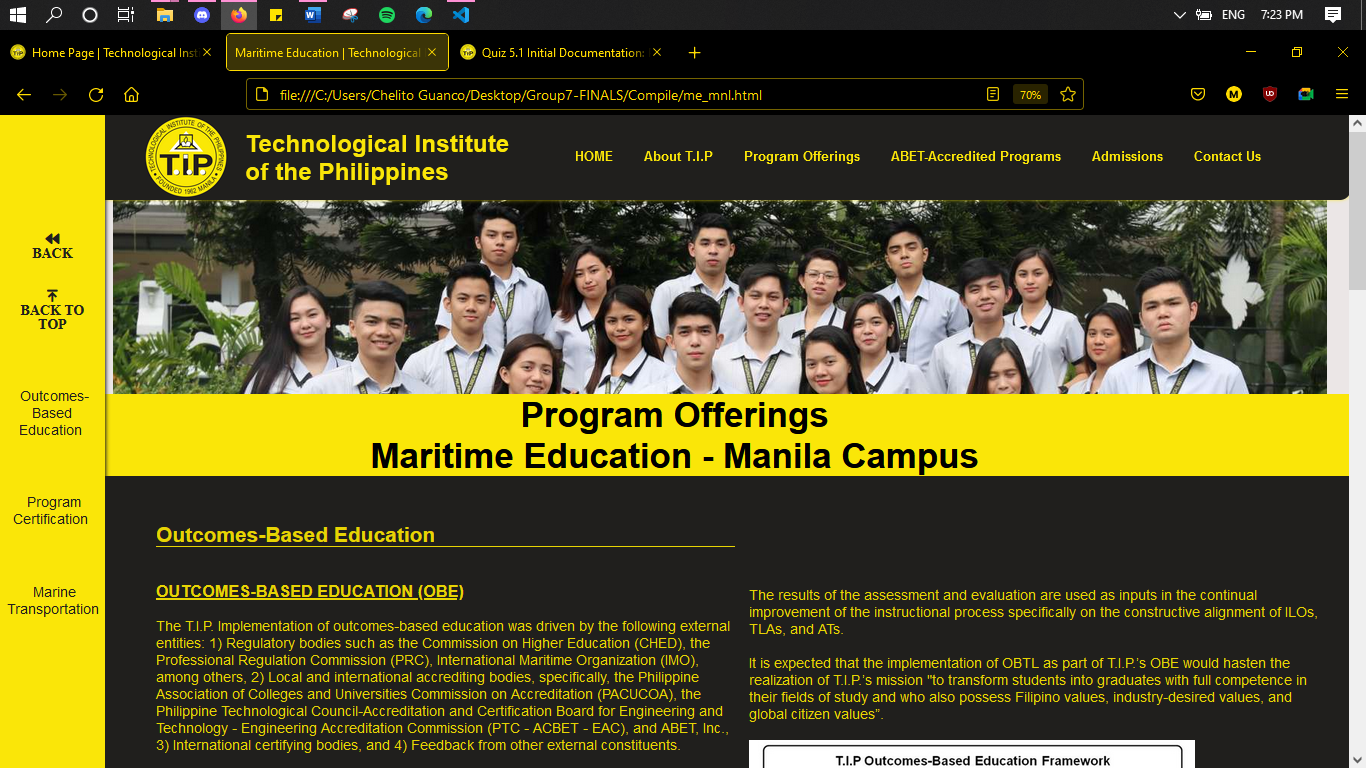 ENG 7:23 PM
Home Page | Technological Inst
Maritime Education | Technological
Quiz 5.1 Initial Documentation:
file:///C:/Users/Chelito Guanco/Desktop/Group7-FINALS/Compile/me_mnl.html
70%
TECHNOLOGICAL INSTITUTE OF THE PHILIPPINES
T.I.P
FOUNDED 1962 MANILA
Technological Institute
of the Philippines
HOME About T.I.P Program Offerings ABET-Accredited Programs Admissions Contact Us
BACK
BACK TO
TOP
Outcomes-
Based
Education
Program
Certification
Marine
Transportation
Program Offerings
Maritime Education - Manila Campus
Outcomes-Based Education
OUTCOMES-BASED EDUCATION (OBE)
The T.I.P. Implementation of outcomes-based education was driven by the following external
entities: 1) Regulatory bodies such as the Commission on Higher Education (CHED), the
Professional Regulation Commission (PRC), International Maritime Organization (IMO),
among others, 2) Local and international accrediting bodies, specifically, the Philippine
Association of Colleges and Universities Commission on Accreditation (PACUCOA), the
Philippine Technological Council-Accreditation and Certification Board for Engineering and
Technology - Engineering Accreditation Commission (PTC - ACBET - EAC), and ABET, Inc.,
3) International certifying bodies, and 4) Feedback from other external constituents.
The results of the assessment and evaluation are used as inputs in the continual
improvement of the instructional process specifically on the constructive alignment of ILOs,
TLAs, and ATs.
It is expected that the implementation of OBTL as part of T.I.P.'s OBE would hasten the
realization of T.I.P.'s mission "to transform students into graduates with full competence in
their fields of study and who also possess Filipino values, industry-desired values, and
global citizen values”.
T.I.P Outcomes-Based Education Framework